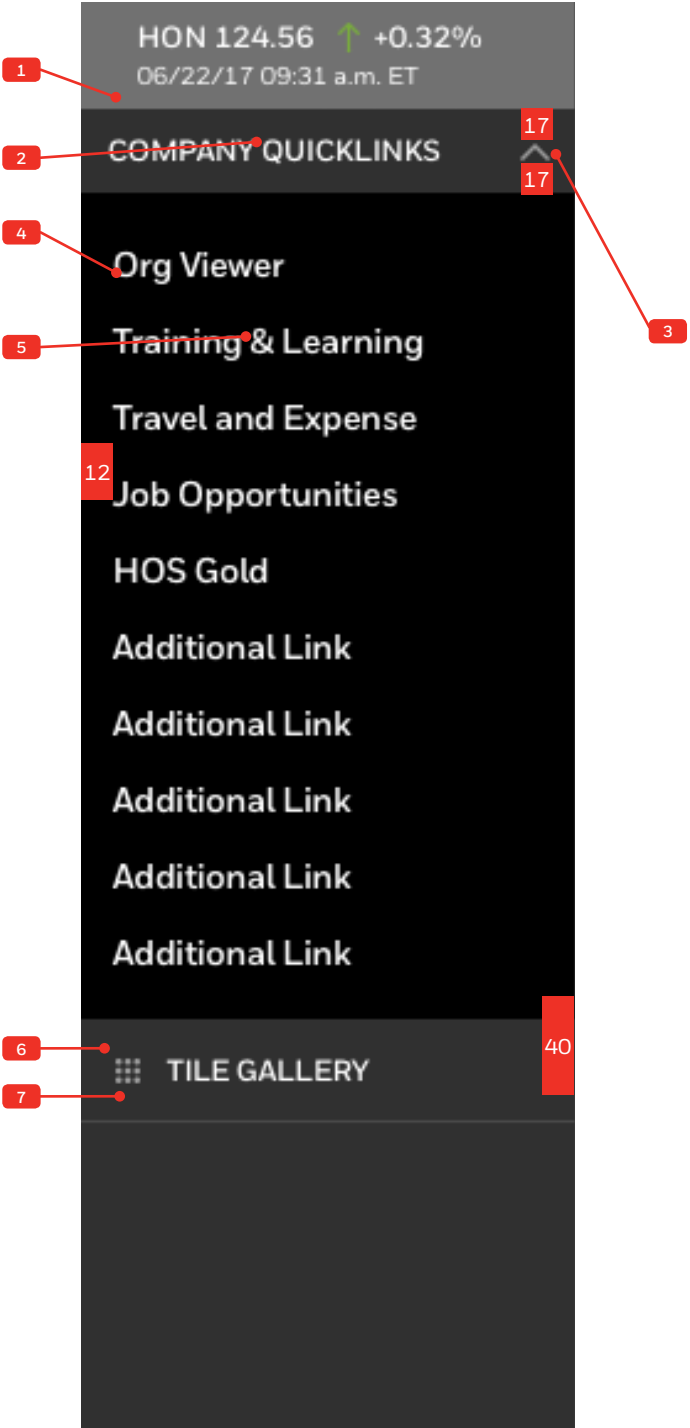 HON 124.56 ↑ +0.32%
1
06/22/17 09:31 a.m. ET
17
2
COMPANY QUICKLINKS
17
4
Org Viewer
3
5
Training & Learning
Travel and Expense
12
Job Opportunities
HOS Gold
Additional Link
Additional Link
Additional Link
Additional Link
Additional Link
6
40
TILE GALLERY
7